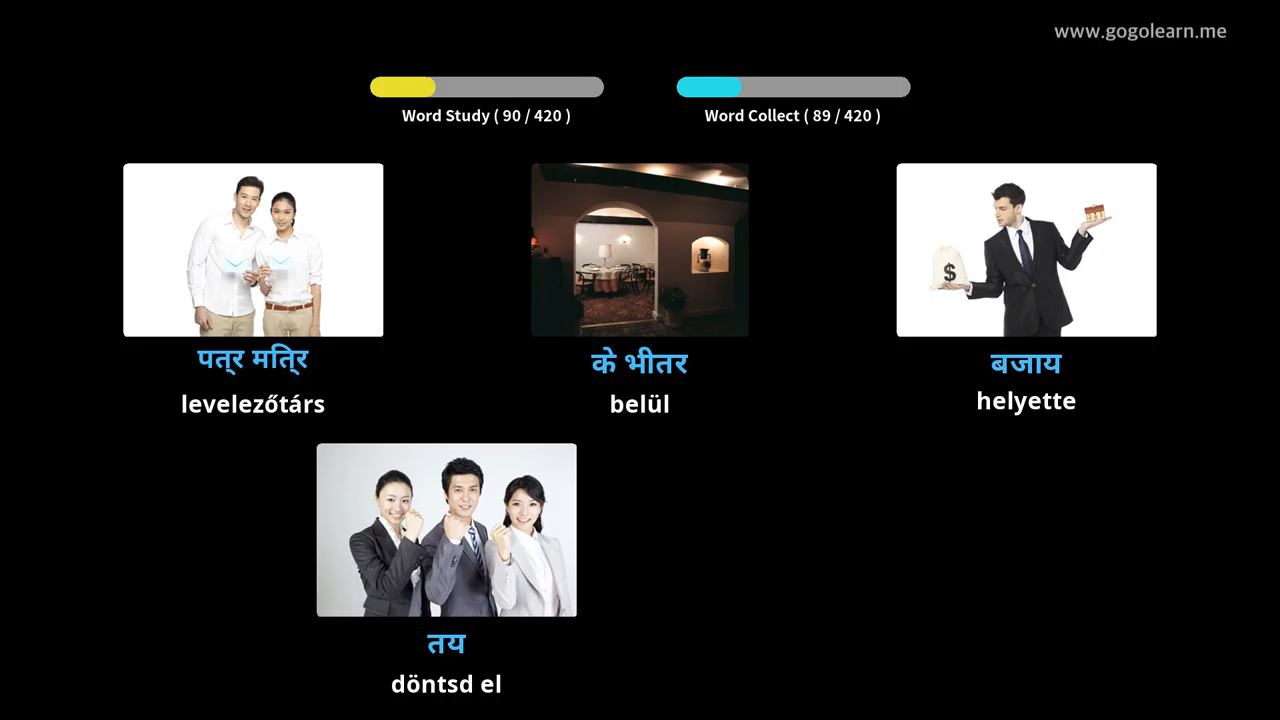 www.gogolearn.me
Word Study ( 90 / 420 )
Word Collect ( 89 / 420 )
पत्र मित्र
levelezőtárs
के भीतर
belül
बजाय
helyette
$
तय
döntsd el